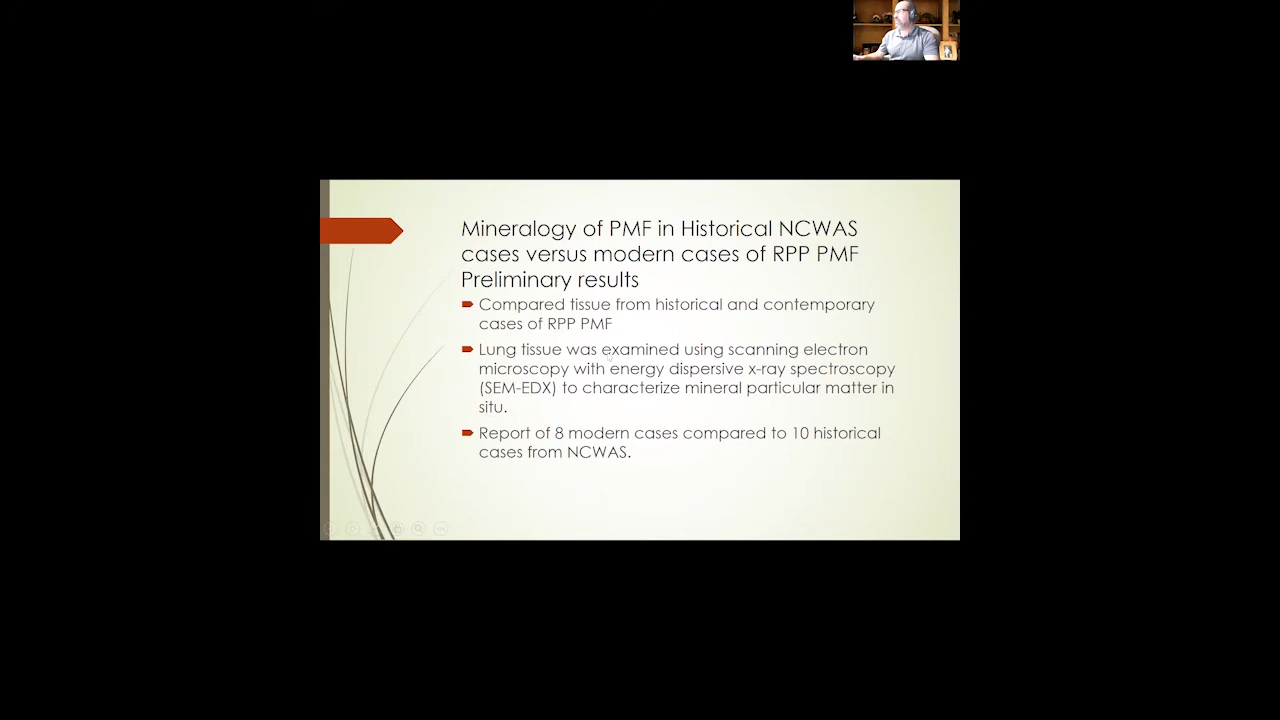 Mineralogy of PMF in Historical NCWAS
cases versus modern cases of RPP PMF
Preliminary results
Compared tissue from historical and contemporary
cases of RPP PMF
Lung tissue was examined using scanning electron
microscopy with energy dispersive x-ray spectroscopy
(SEM-EDX) to characterize mineral particular matter in
situ.
Report of 8 modern cases compared to 10 historical
cases from NCWAS.